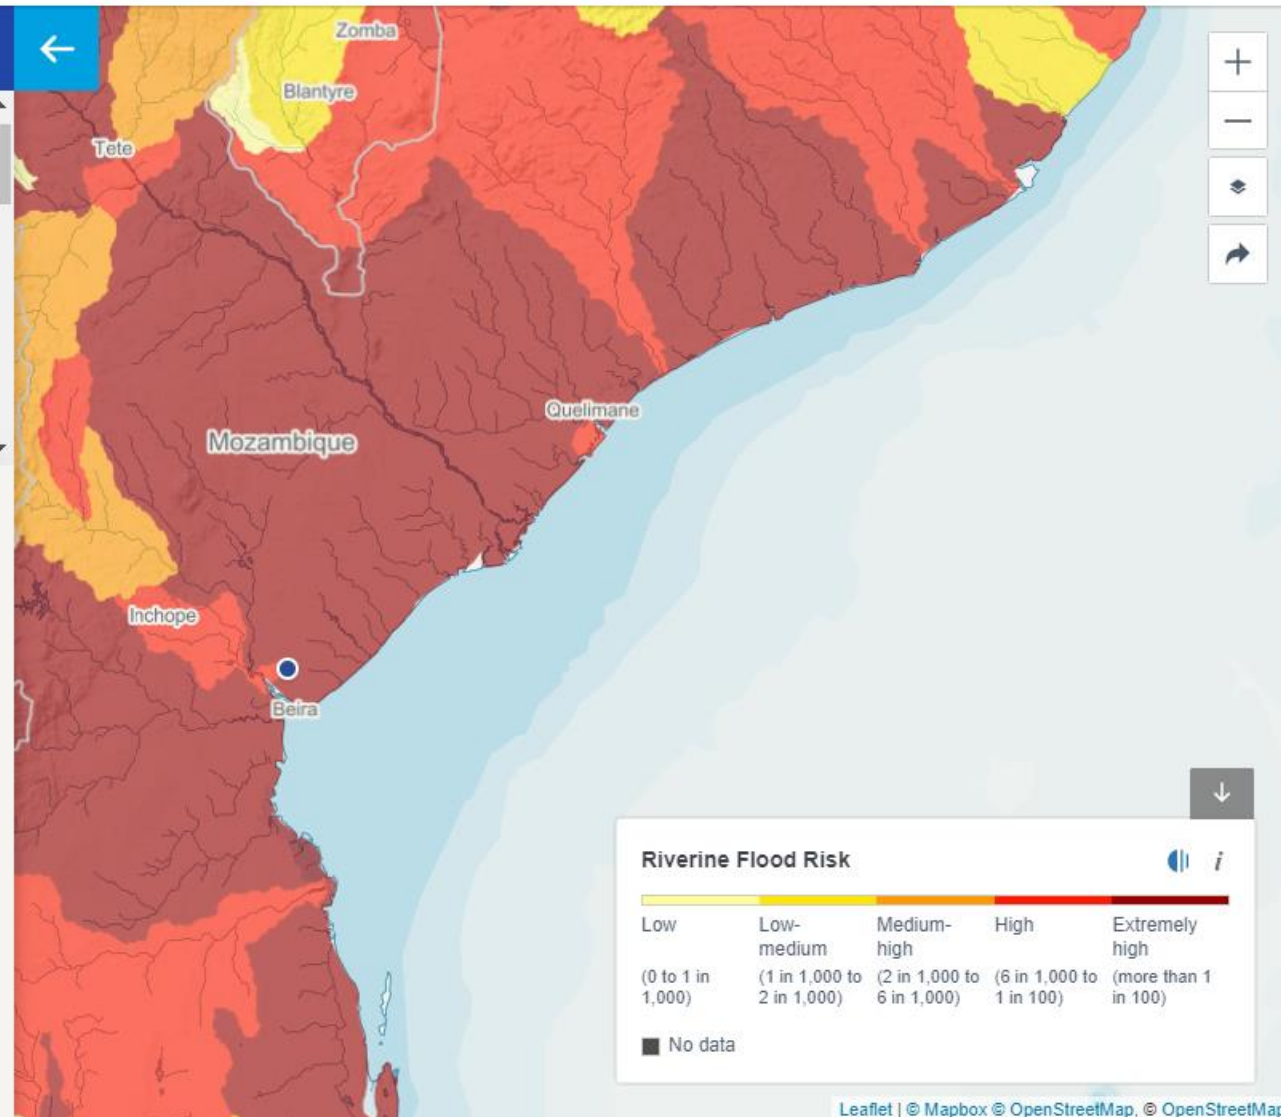 Zomba
Blantyre
Tete
Quelimane
Mozambique
Inchope
Beira
Riverine Flood Risk
i
Low
Low-
medium
Medium-
high
High
Extremely
high
(0 to 1 in
1,000)
(1 in 1,000 to
2 in 1,000)
(2 in 1,000 to
6 in 1,000)
(6 in 1,000 to
1 in 100)
(more than 1
in 100)
No data
Leaflet | © Mapbox © OpenStreetMap, © OpenStreetMap